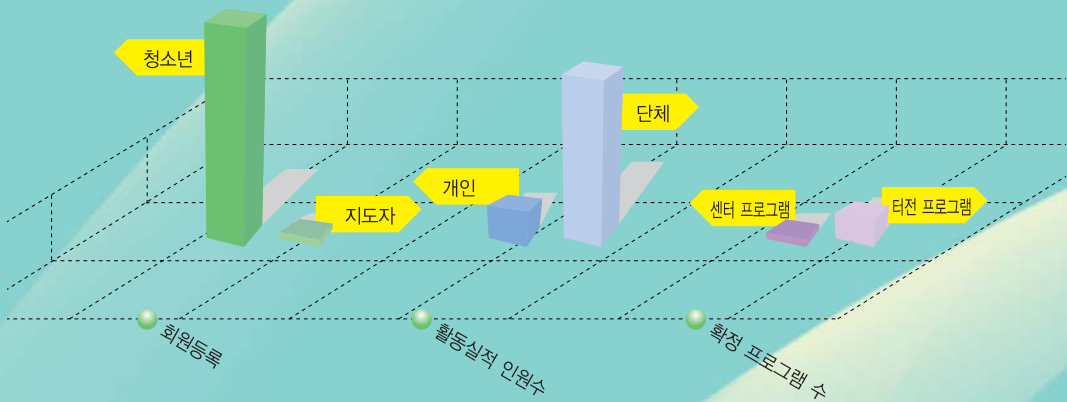 청소년
지도자
개인
단체
센터 프로그램
터전 프로그램
회원등록
활동실적 인원수
확정 프로그램 수